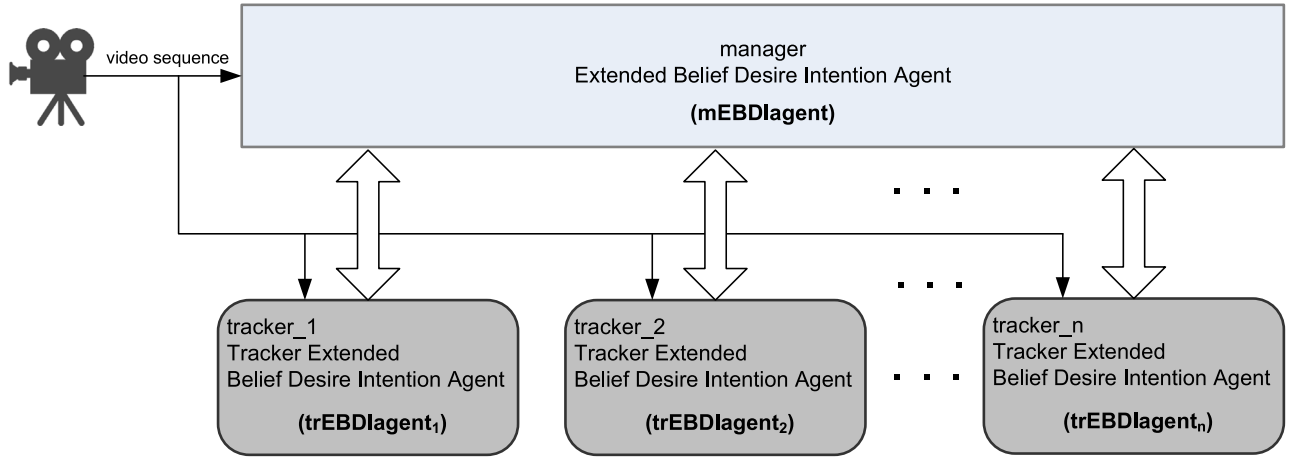 video sequence
manager
Extended Belief Desire Intention Agent
(mEBDIagent)
. . .
. . .
tracker_1
Tracker Extended
Belief Desire Intention Agent
(trEBDIagent₁)
tracker_2
Tracker Extended
Belief Desire Intention Agent
(trEBDIagent₂)
. . .
tracker_n
Tracker Extended
Belief Desire Intention Agent
(trEBDIagentₙ)